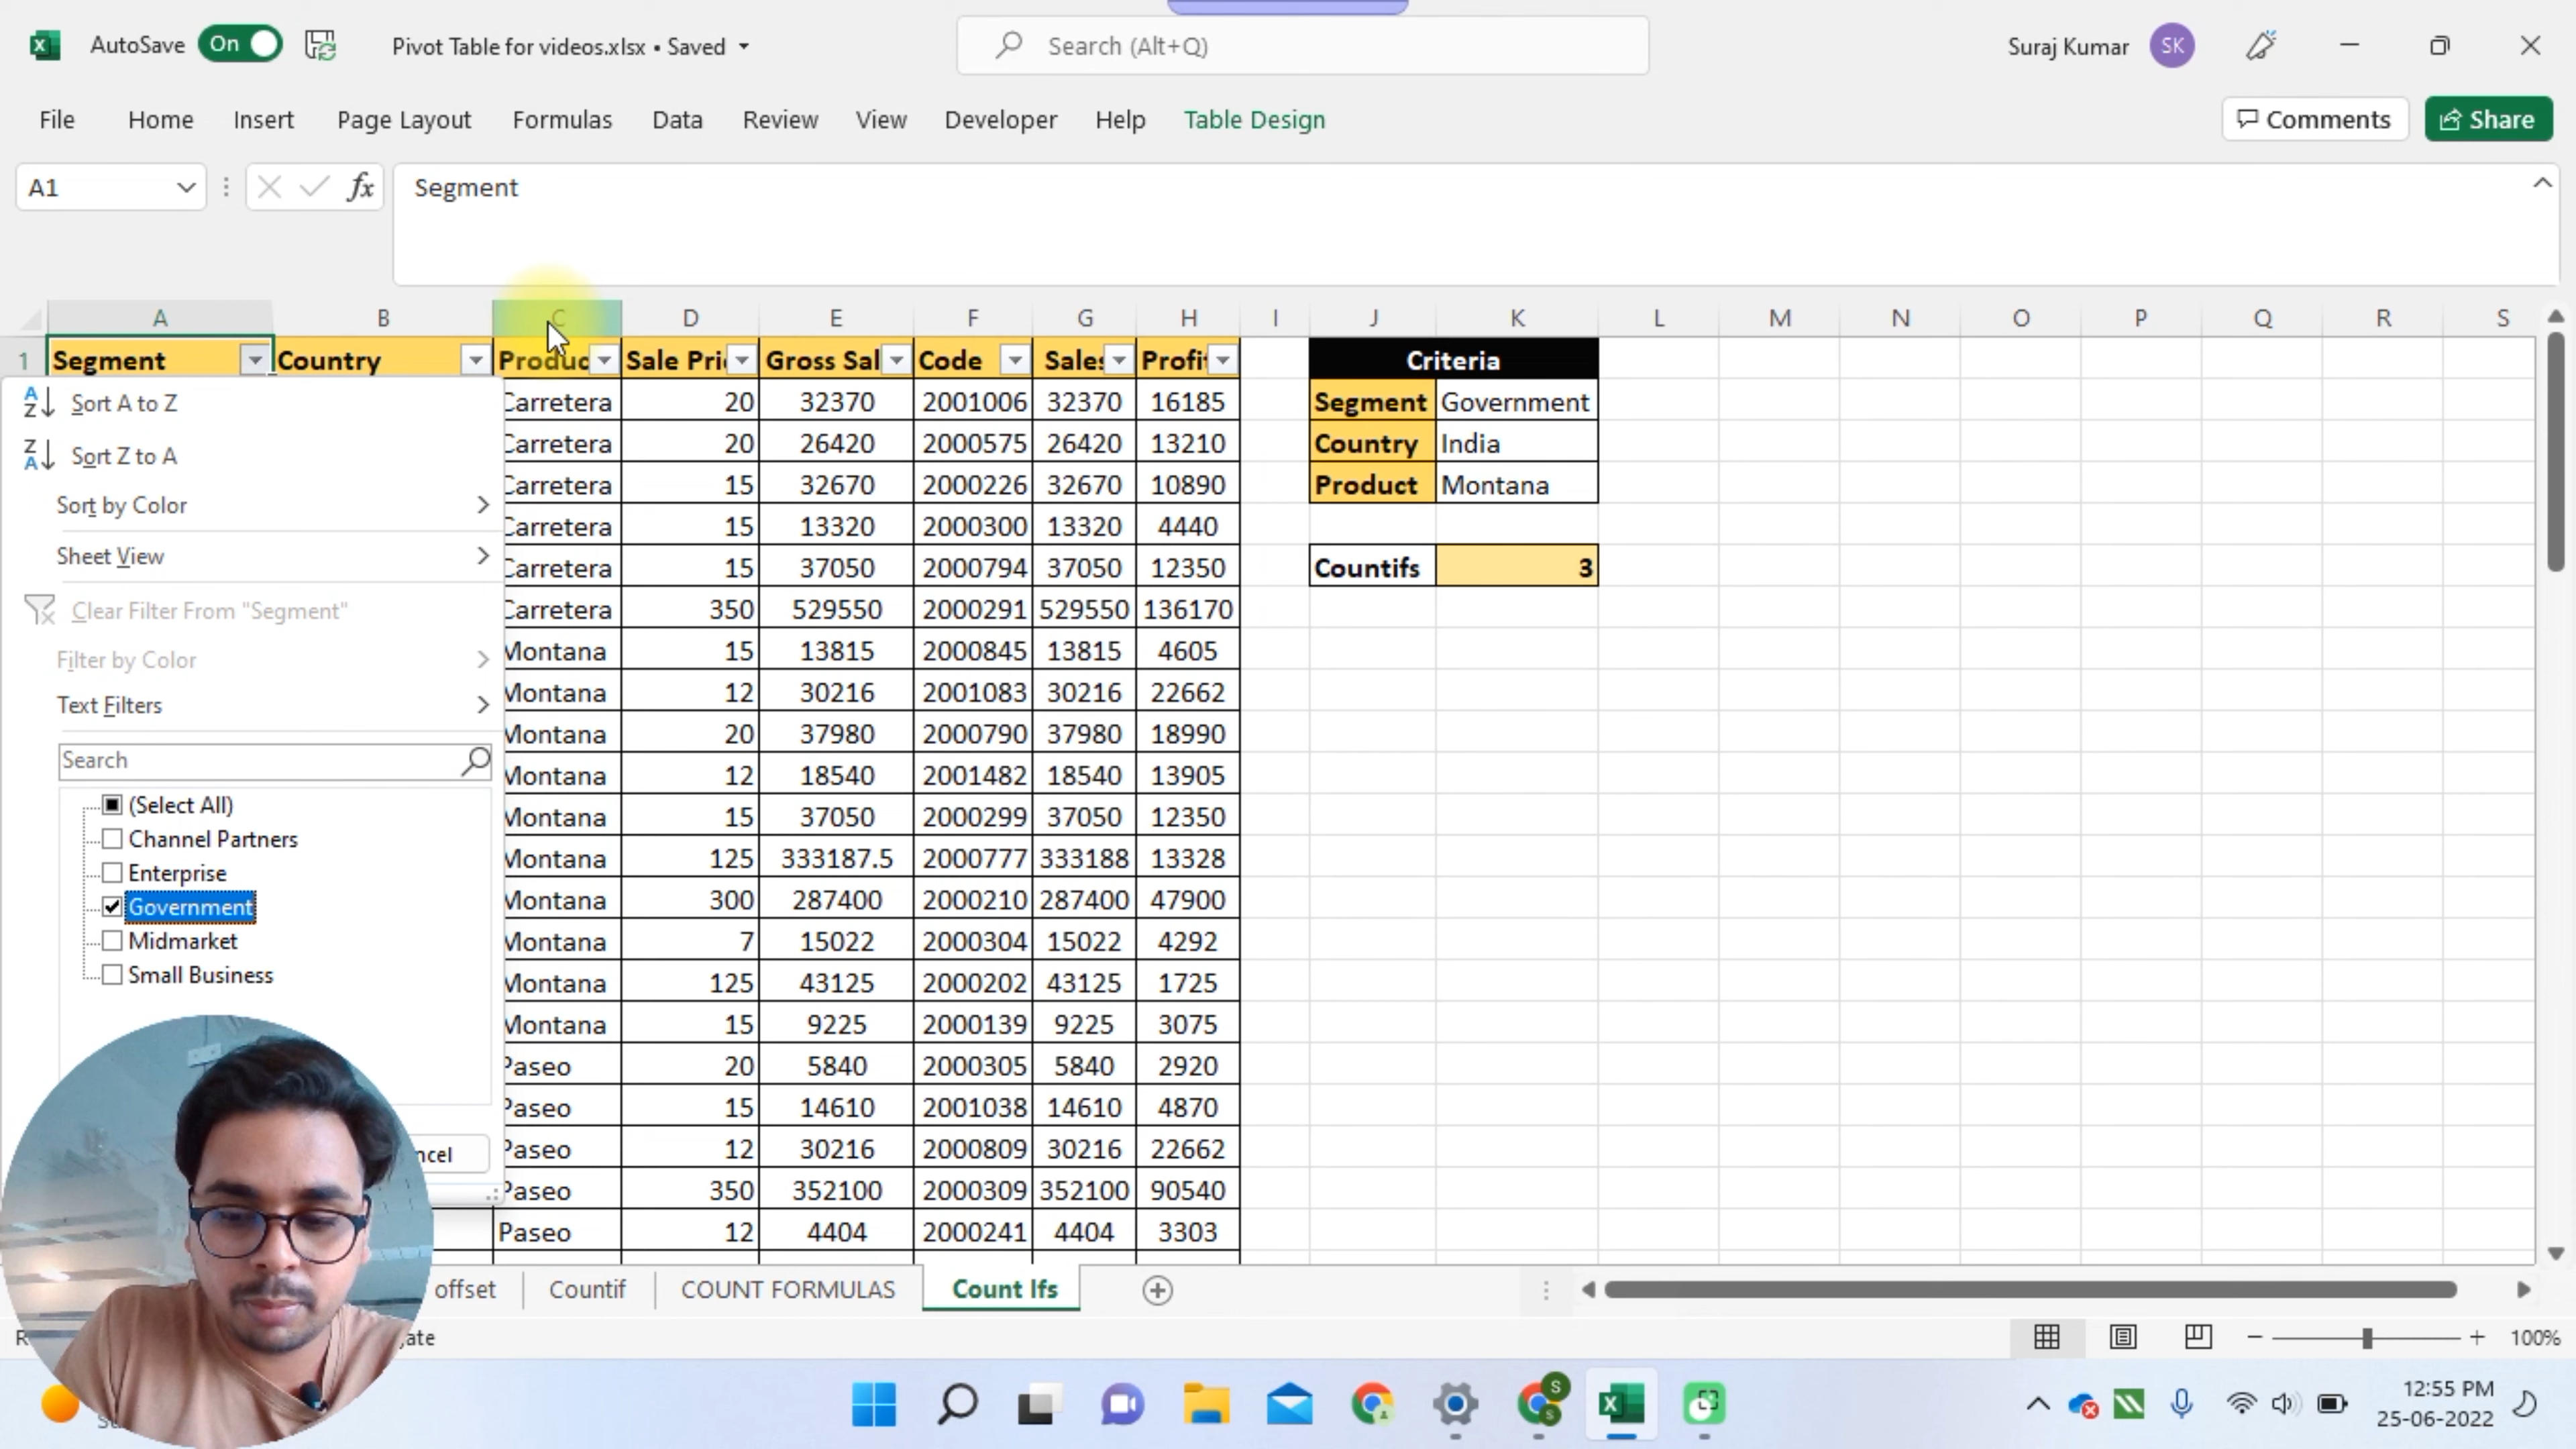 AutoSave On Pivot Table for videos.xlsx • Saved Search (Alt+Q) Suraj Kumar SK
File Home Insert Page Layout Formulas Data Review View Developer Help Table Design Comments Share
A1 fx Segment
A B C D E F G H I J K L M N O P Q R S
1 Segment Country Produc Sale Pri Gross Sal Code Sales Profi Criteria
Sort A to Z
Carretera 20 32370 2001006 32370 16185 Segment Government
Sort Z to A
Carretera 20 26420 2000575 26420 13210 Country India
Sort by Color
Carretera 15 32670 2000226 32670 10890 Product Montana
Sheet View
Carretera 15 13320 2000300 13320 4440
Carretera 15 37050 2000794 37050 12350 Countifs 3
Clear Filter From "Segment"
Carretera 350 529550 2000291 529550 136170
Filter by Color
Montana 15 13815 2000845 13815 4605
Text Filters
Montana 12 30216 2001083 30216 22662
Search
Montana 20 37980 2000790 37980 18990
(Select All)
Montana 12 18540 2001482 18540 13905
Channel Partners
Montana 15 37050 2000299 37050 12350
Enterprise
Montana 125 333187.5 2000777 333188 13328
Government
Montana 300 287400 2000210 287400 47900
Midmarket
Montana 7 15022 2000304 15022 4292
Small Business
Montana 125 43125 2000202 43125 1725
Montana 15 9225 2000139 9225 3075
Paseo 20 5840 2000305 5840 2920
Paseo 15 14610 2001038 14610 4870
ncel Paseo 12 30216 2000809 30216 22662
Paseo 350 352100 2000309 352100 90540
Paseo 12 4404 2000241 4404 3303
offset Countif COUNT FORMULAS Count Ifs
100%
12:55 PM
25-06-2022